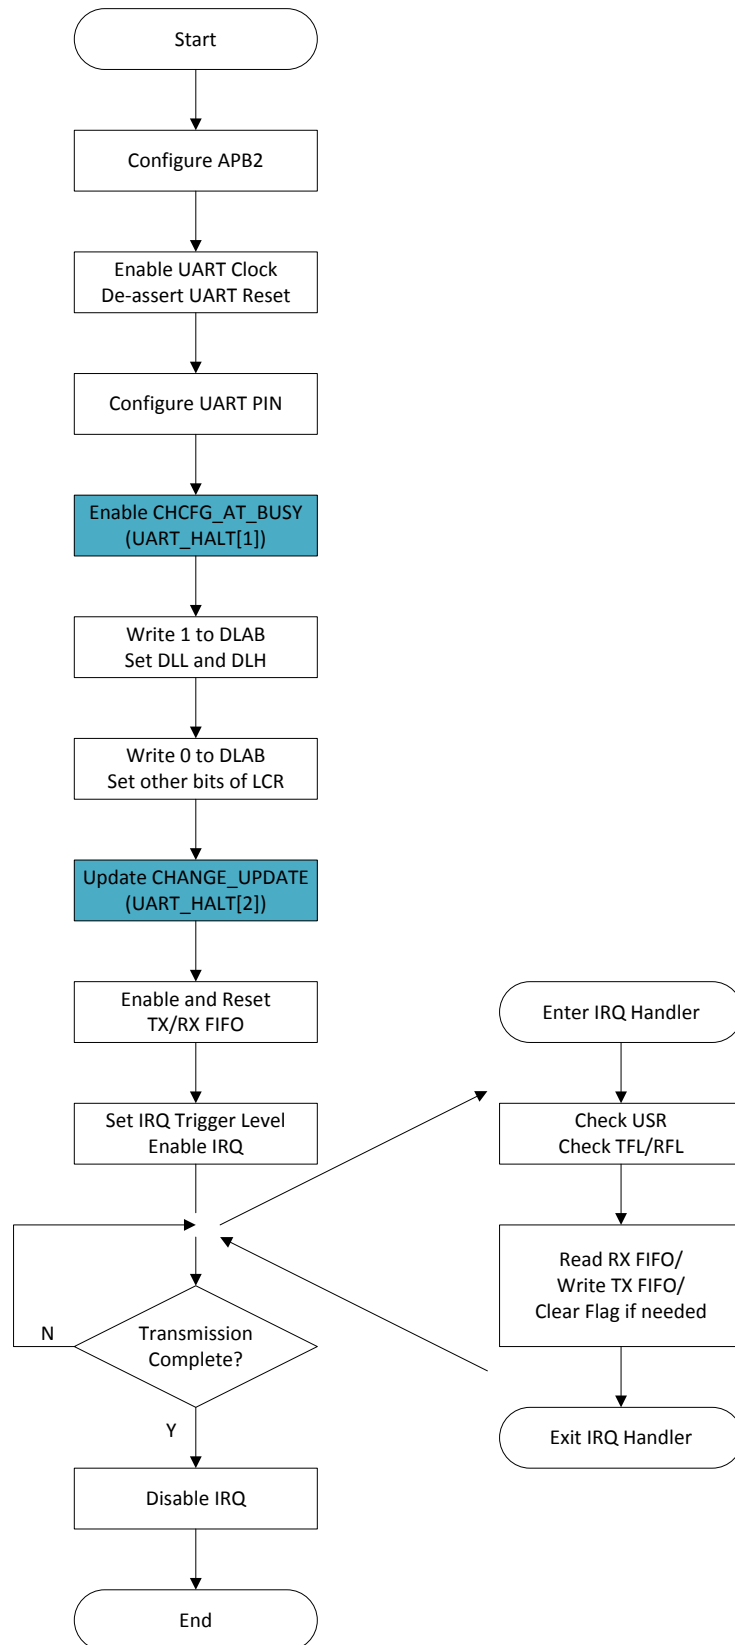 Start
Configure APB2
Enable UART Clock
De-assert UART Reset
Configure UART PIN
Enable CHCFG_AT_BUSY
(UART_HALT[1])
Write 1 to DLAB
Set DLL and DLH
Write 0 to DLAB
Set other bits of LCR
Update CHANGE_UPDATE
(UART_HALT[2])
Enable and Reset
TX/RX FIFO
Set IRQ Trigger Level
Enable IRQ
N
Transmission
Complete?
Y
Disable IRQ
End
Enter IRQ Handler
Check USR
Check TFL/RFL
Read RX FIFO/
Write TX FIFO/
Clear Flag if needed
Exit IRQ Handler